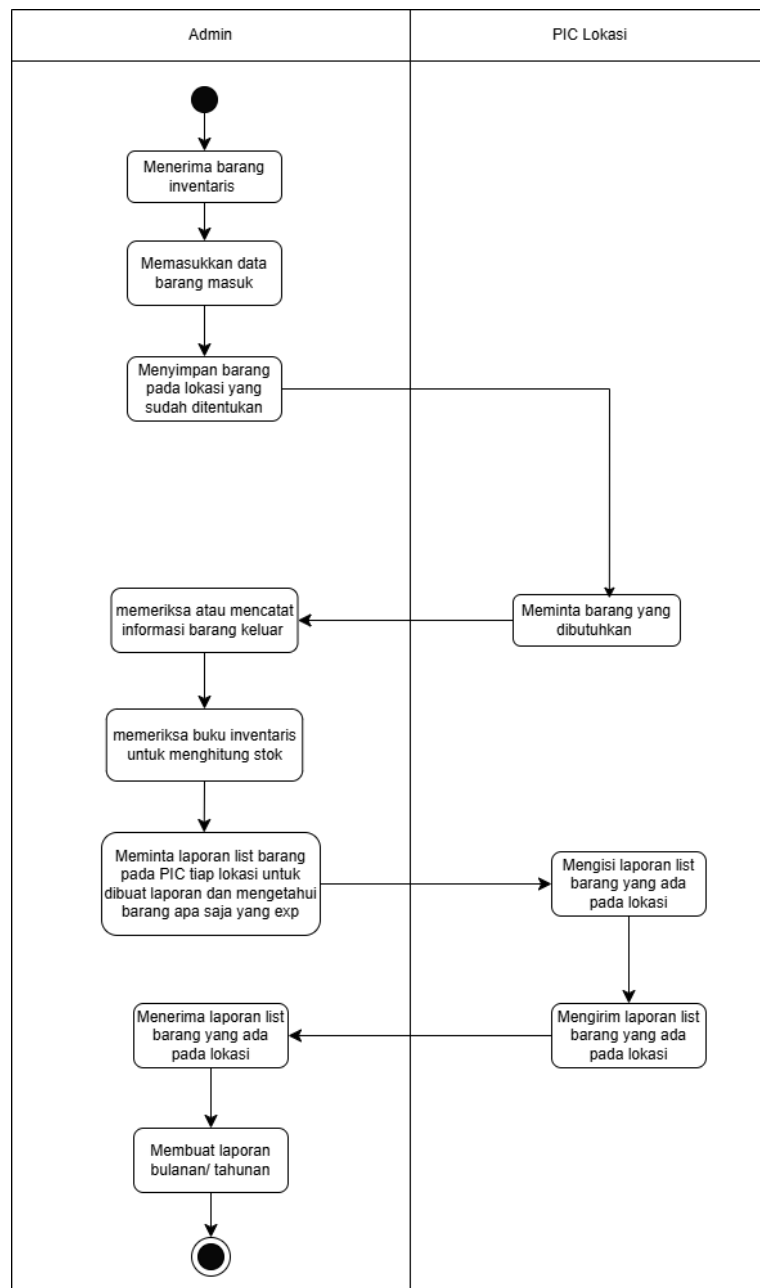 Admin
PIC Lokasi
Menerima barang
inventaris
Memasukkan data
barang masuk
Menyimpan barang
pada lokasi yang
sudah ditentukan
Meminta barang yang
dibutuhkan
memeriksa atau mencatat
informasi barang keluar
memeriksa buku inventaris
untuk menghitung stok
Meminta laporan list barang
pada PIC tiap lokasi untuk
dibuat laporan dan mengetahui
barang apa saja yang exp
Mengisi laporan list
barang yang ada
pada lokasi
Mengirim laporan list
barang yang ada
pada lokasi
Menerima laporan list
barang yang ada
pada lokasi
Membuat laporan
bulanan/ tahunan